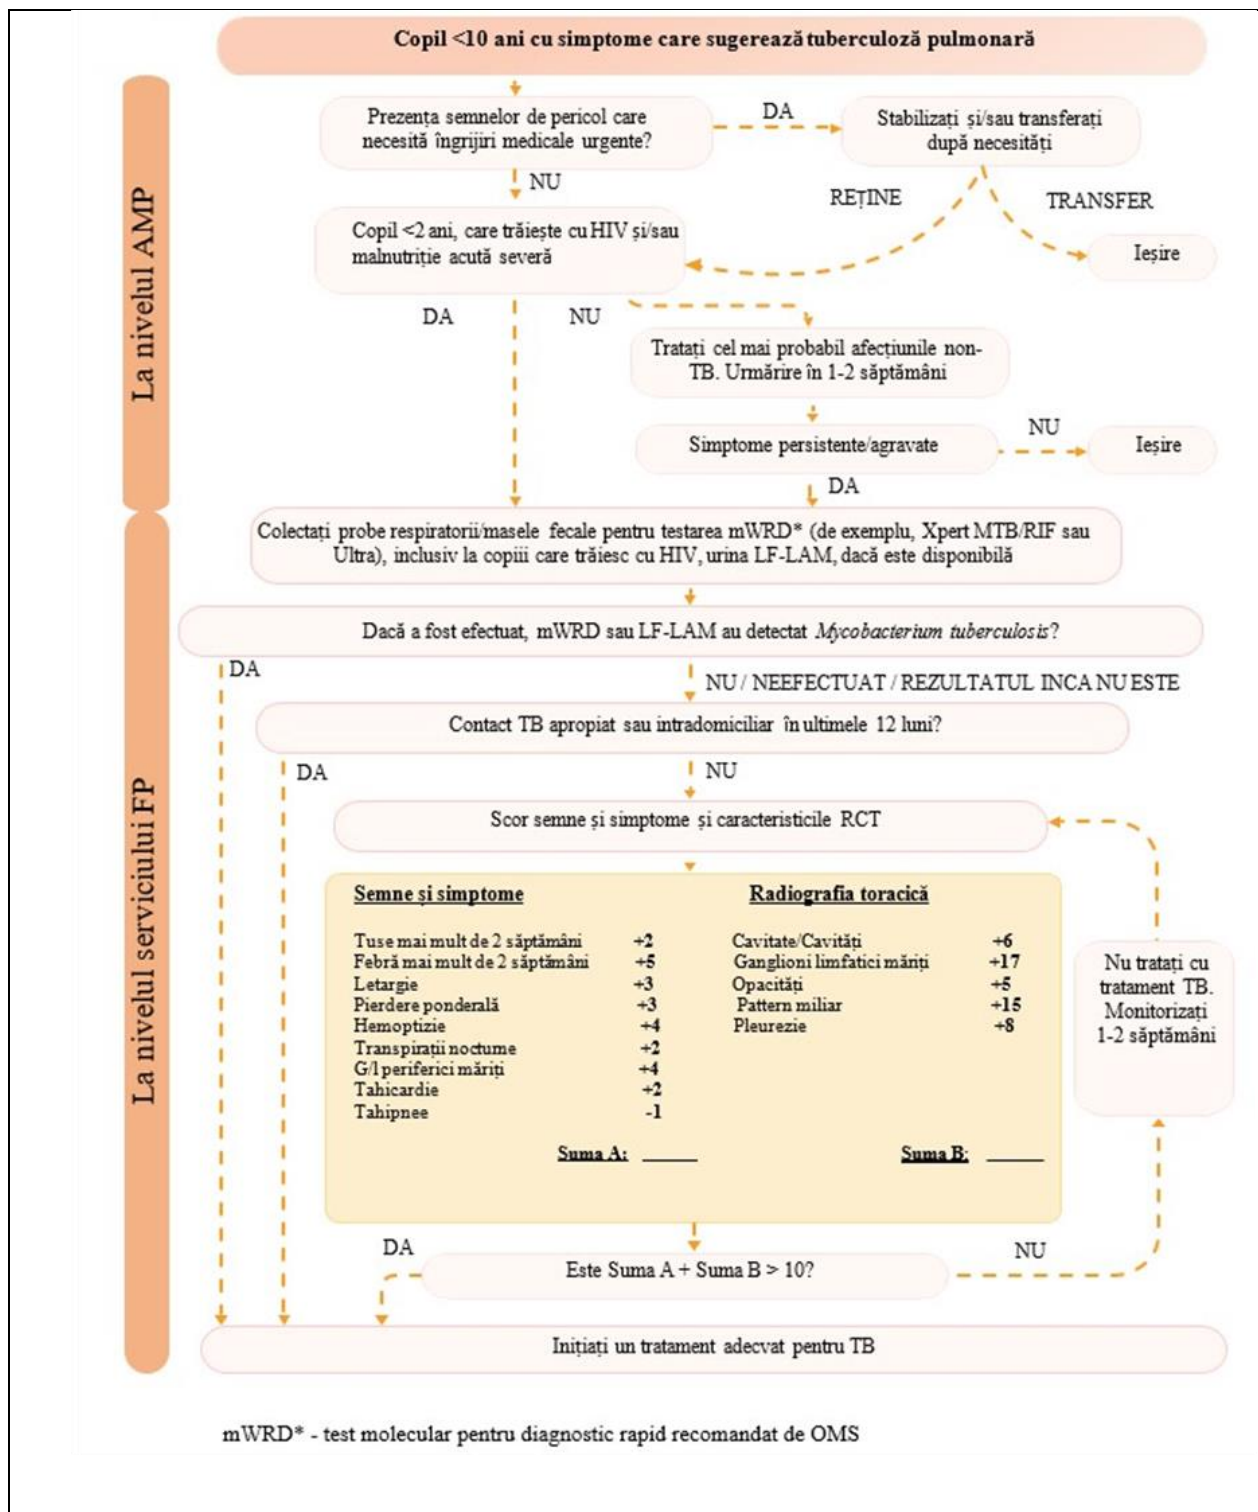 Copil <10 ani cu simptome care sugerează tuberculoză pulmonară
La nivelul AMP
Prezența semnelor de pericol care
necesită îngrijiri medicale urgente?
DA
Stabilizați și/sau transferați
după necesități
NU
REȚINE
TRANSFER
Copil <2 ani, care trăiește cu HIV și/sau
malnutriție acută severă
Ieșire
DA
NU
Tratați cel mai probabil afecțiunile non-
TB. Urmărire în 1-2 săptămâni
Simptome persistente/agravate
NU
Ieșire
DA
La nivelul serviciului FP
Colectați probe respiratorii/masele fecale pentru testarea mWRD* (de exemplu, Xpert MTB/RIF sau
Ultra), inclusiv la copiii care trăiesc cu HIV, urina LF-LAM, dacă este disponibilă
Dacă a fost efectuat, mWRD sau LF-LAM au detectat Mycobacterium tuberculosis?
DA
NU / NEEFECTUAT / REZULTATUL INCA NU ESTE
Contact TB apropiat sau intradomiciliar în ultimele 12 luni?
DA
NU
Scor semne și simptome și caracteristicile RCT
Semne și simptome
Tuse mai mult de 2 săptămâni +2
Febră mai mult de 2 săptămâni +5
Letargie +3
Pierdere ponderală +3
Hemoptizie +4
Transpirații nocturne +2
G/l periferici măriți +4
Tahicardie +2
Tahipnee -1
Suma A: ______
Radiografia toracică
Cavitate/Cavități +6
Ganglioni limfatici măriți +17
Opacități +5
Pattern miliar +15
Pleurezie +8
Suma B: ______
Nu tratați cu
tratament TB.
Monitorizați
1-2 săptămâni
DA
Este Suma A + Suma B > 10?
NU
Inițiați un tratament adecvat pentru TB
mWRD* - test molecular pentru diagnostic rapid recomandat de OMS